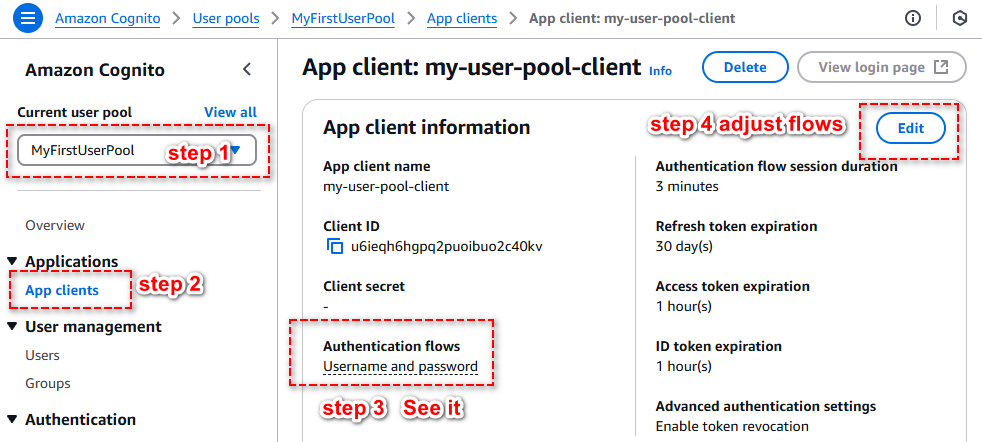 Amazon Cognito > User pools > MyFirstUserPool > App clients > App client: my-user-pool-client
Amazon Cognito
Current user pool View all
MyFirstUserPool step 1
Overview
Applications
App clients step 2
User management
Users
Groups
Authentication
App client: my-user-pool-client Info Delete View login page
App client information step 4 adjust flows Edit
App client name
my-user-pool-client
Client ID
u6ieqh6hgpq2puoibuo2c40kv
Client secret
-
Authentication flows
Username and password
step 3 See it
Authentication flow session duration
3 minutes
Refresh token expiration
30 day(s)
Access token expiration
1 hour(s)
ID token expiration
1 hour(s)
Advanced authentication settings
Enable token revocation